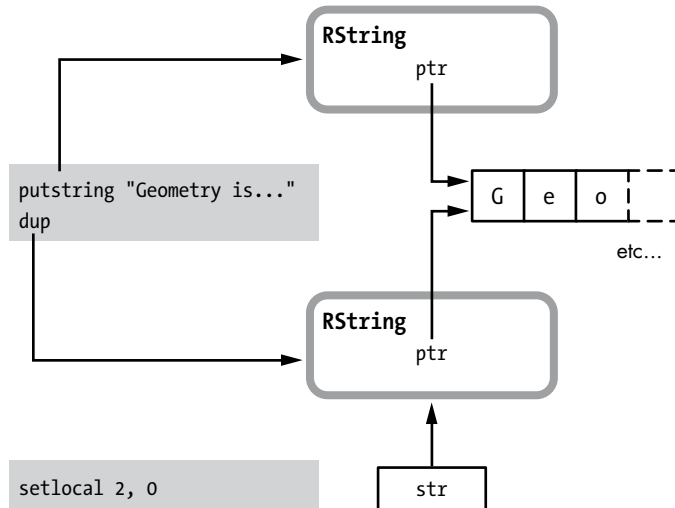 RString
ptr
putstring "Geometry is..."
dup
G e o
etc...
RString
ptr
setlocal 2, 0
str